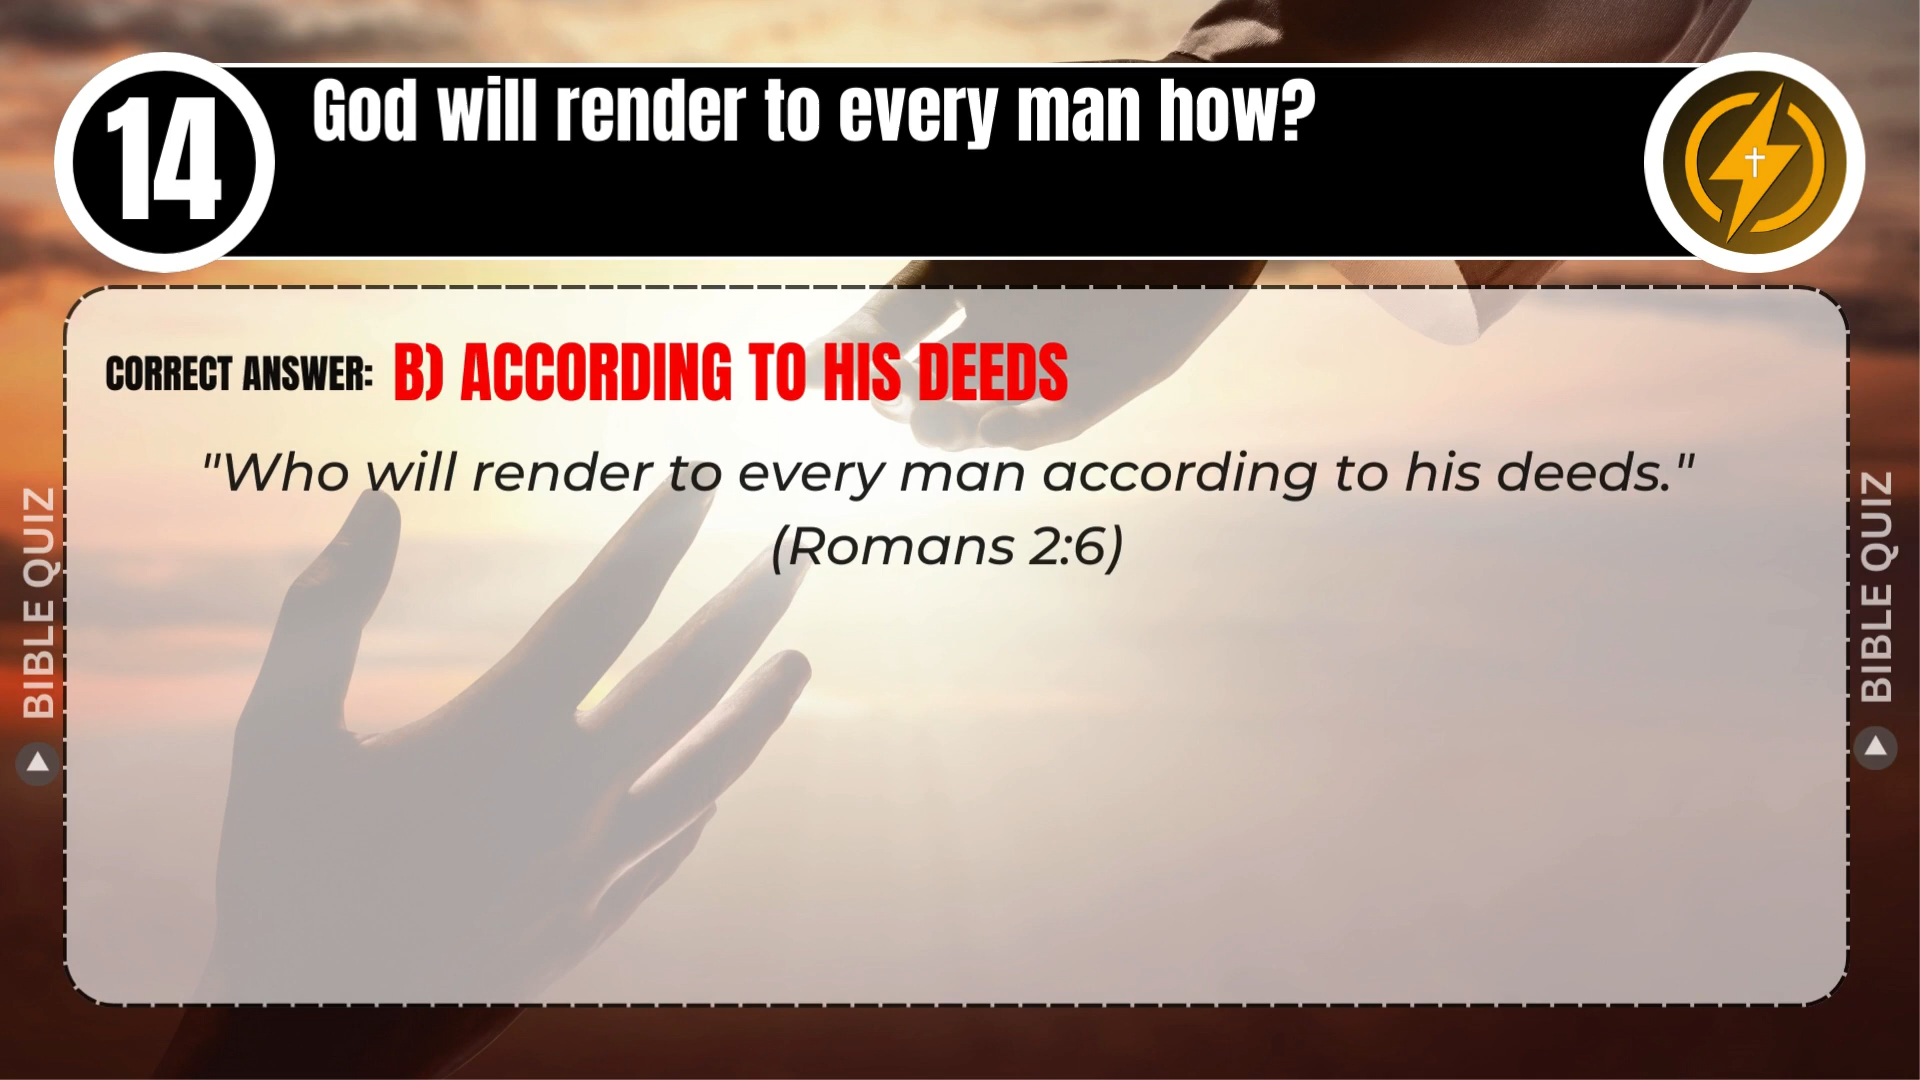 14
God will render to every man how?
CORRECT ANSWER: B) ACCORDING TO HIS DEEDS
"Who will render to every man according to his deeds."
(Romans 2:6)
BIBLE QUIZ
BIBLE QUIZ